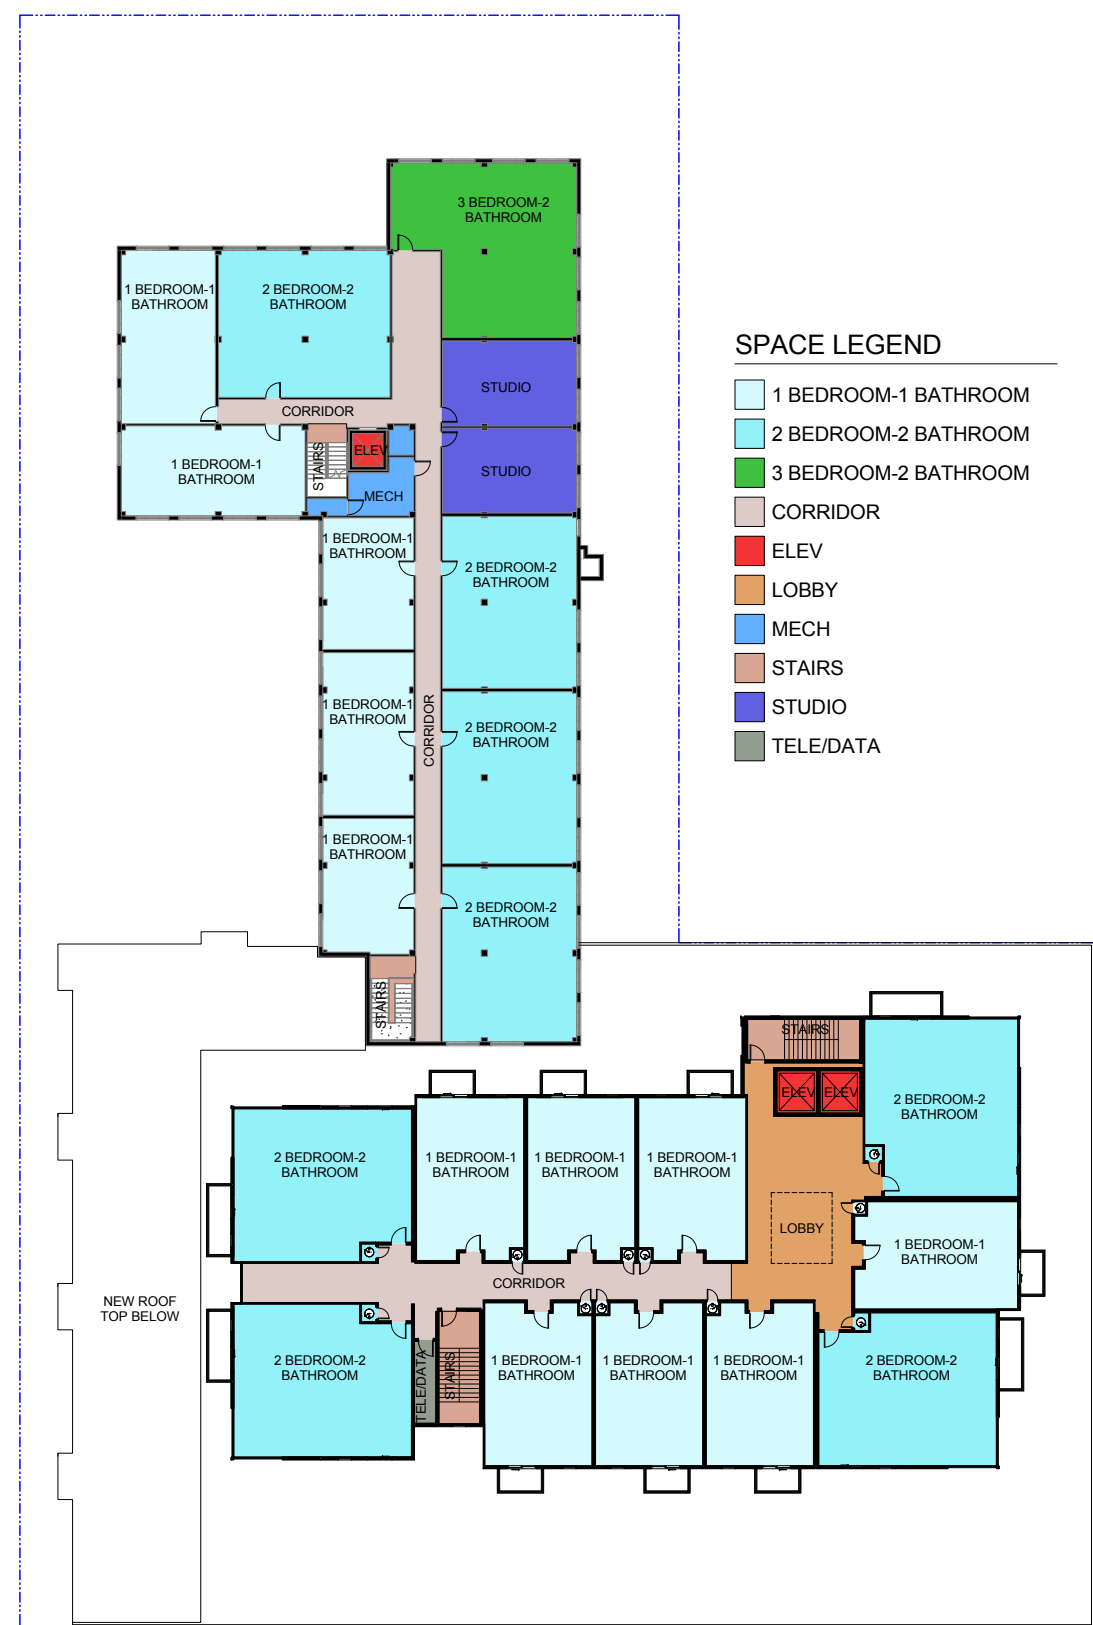 3 BEDROOM-2
BATHROOM
1 BEDROOM-1
BATHROOM
2 BEDROOM-2
BATHROOM
STUDIO
CORRIDOR
STAIRS
ELEV
1 BEDROOM-1
BATHROOM
STUDIO
MECH
1 BEDROOM-1
BATHROOM
2 BEDROOM-2
BATHROOM
1 BEDROOM-1
BATHROOM
CORRIDOR
2 BEDROOM-2
BATHROOM
1 BEDROOM-1
BATHROOM
2 BEDROOM-2
BATHROOM
STAIRS
SPACE LEGEND
1 BEDROOM-1 BATHROOM
2 BEDROOM-2 BATHROOM
3 BEDROOM-2 BATHROOM
CORRIDOR
ELEV
LOBBY
MECH
STAIRS
STUDIO
TELE/DATA
STAIRS
ELEV
ELEV
2 BEDROOM-2
BATHROOM
2 BEDROOM-2
BATHROOM
1 BEDROOM-1
BATHROOM
1 BEDROOM-1
BATHROOM
1 BEDROOM-1
BATHROOM
LOBBY
1 BEDROOM-1
BATHROOM
CORRIDOR
NEW ROOF
TOP BELOW
2 BEDROOM-2
BATHROOM
TELE/DATA
STAIRS
1 BEDROOM-1
BATHROOM
1 BEDROOM-1
BATHROOM
1 BEDROOM-1
BATHROOM
2 BEDROOM-2
BATHROOM